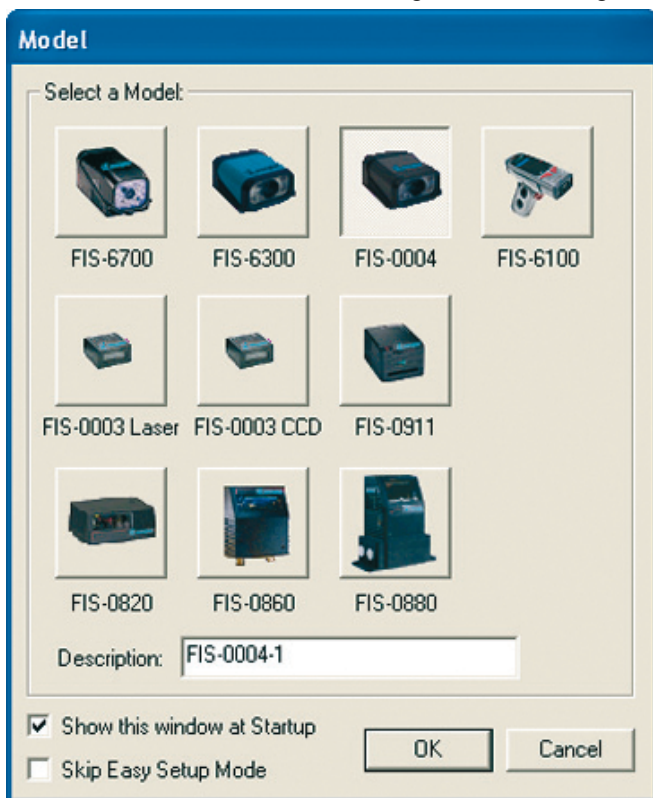 Model
Select a Model:
FIS-6700 FIS-6300 FIS-0004 FIS-6100
FIS-0003 Laser FIS-0003 CCD FIS-0911
FIS-0820 FIS-0860 FIS-0880
Description: FIS-0004-1
Show this window at Startup
Skip Easy Setup Mode
OK Cancel